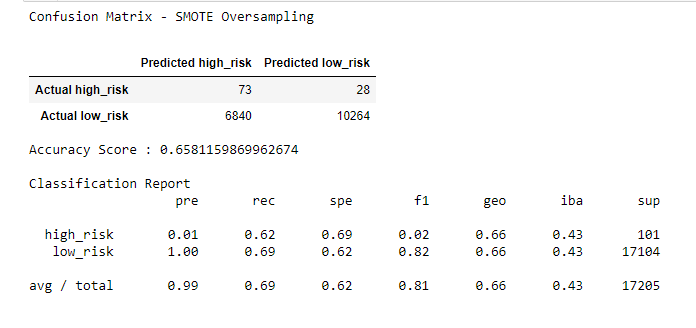 Confusion Matrix - SMOTE Oversampling
Predicted high_risk Predicted low_risk
Actual high_risk 73 28
Actual low_risk 6840 10264
Accuracy Score : 0.6581159869962674
Classification Report
pre rec spe f1 geo iba sup
high_risk 0.01 0.62 0.69 0.02 0.66 0.43 101
low_risk 1.00 0.69 0.62 0.82 0.66 0.43 17104
avg / total 0.99 0.69 0.62 0.81 0.66 0.43 17205